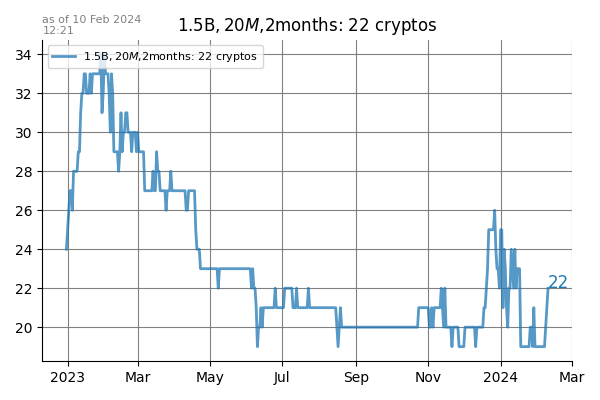 as of 10 Feb 2024
12:21
1.5B, 20M,2months: 22 cryptos
1.5B, 20M,2months: 22 cryptos
34
32
30
28
26
24
22
22
20
2023
Mar
May
Jul
Sep
Nov
2024
Mar